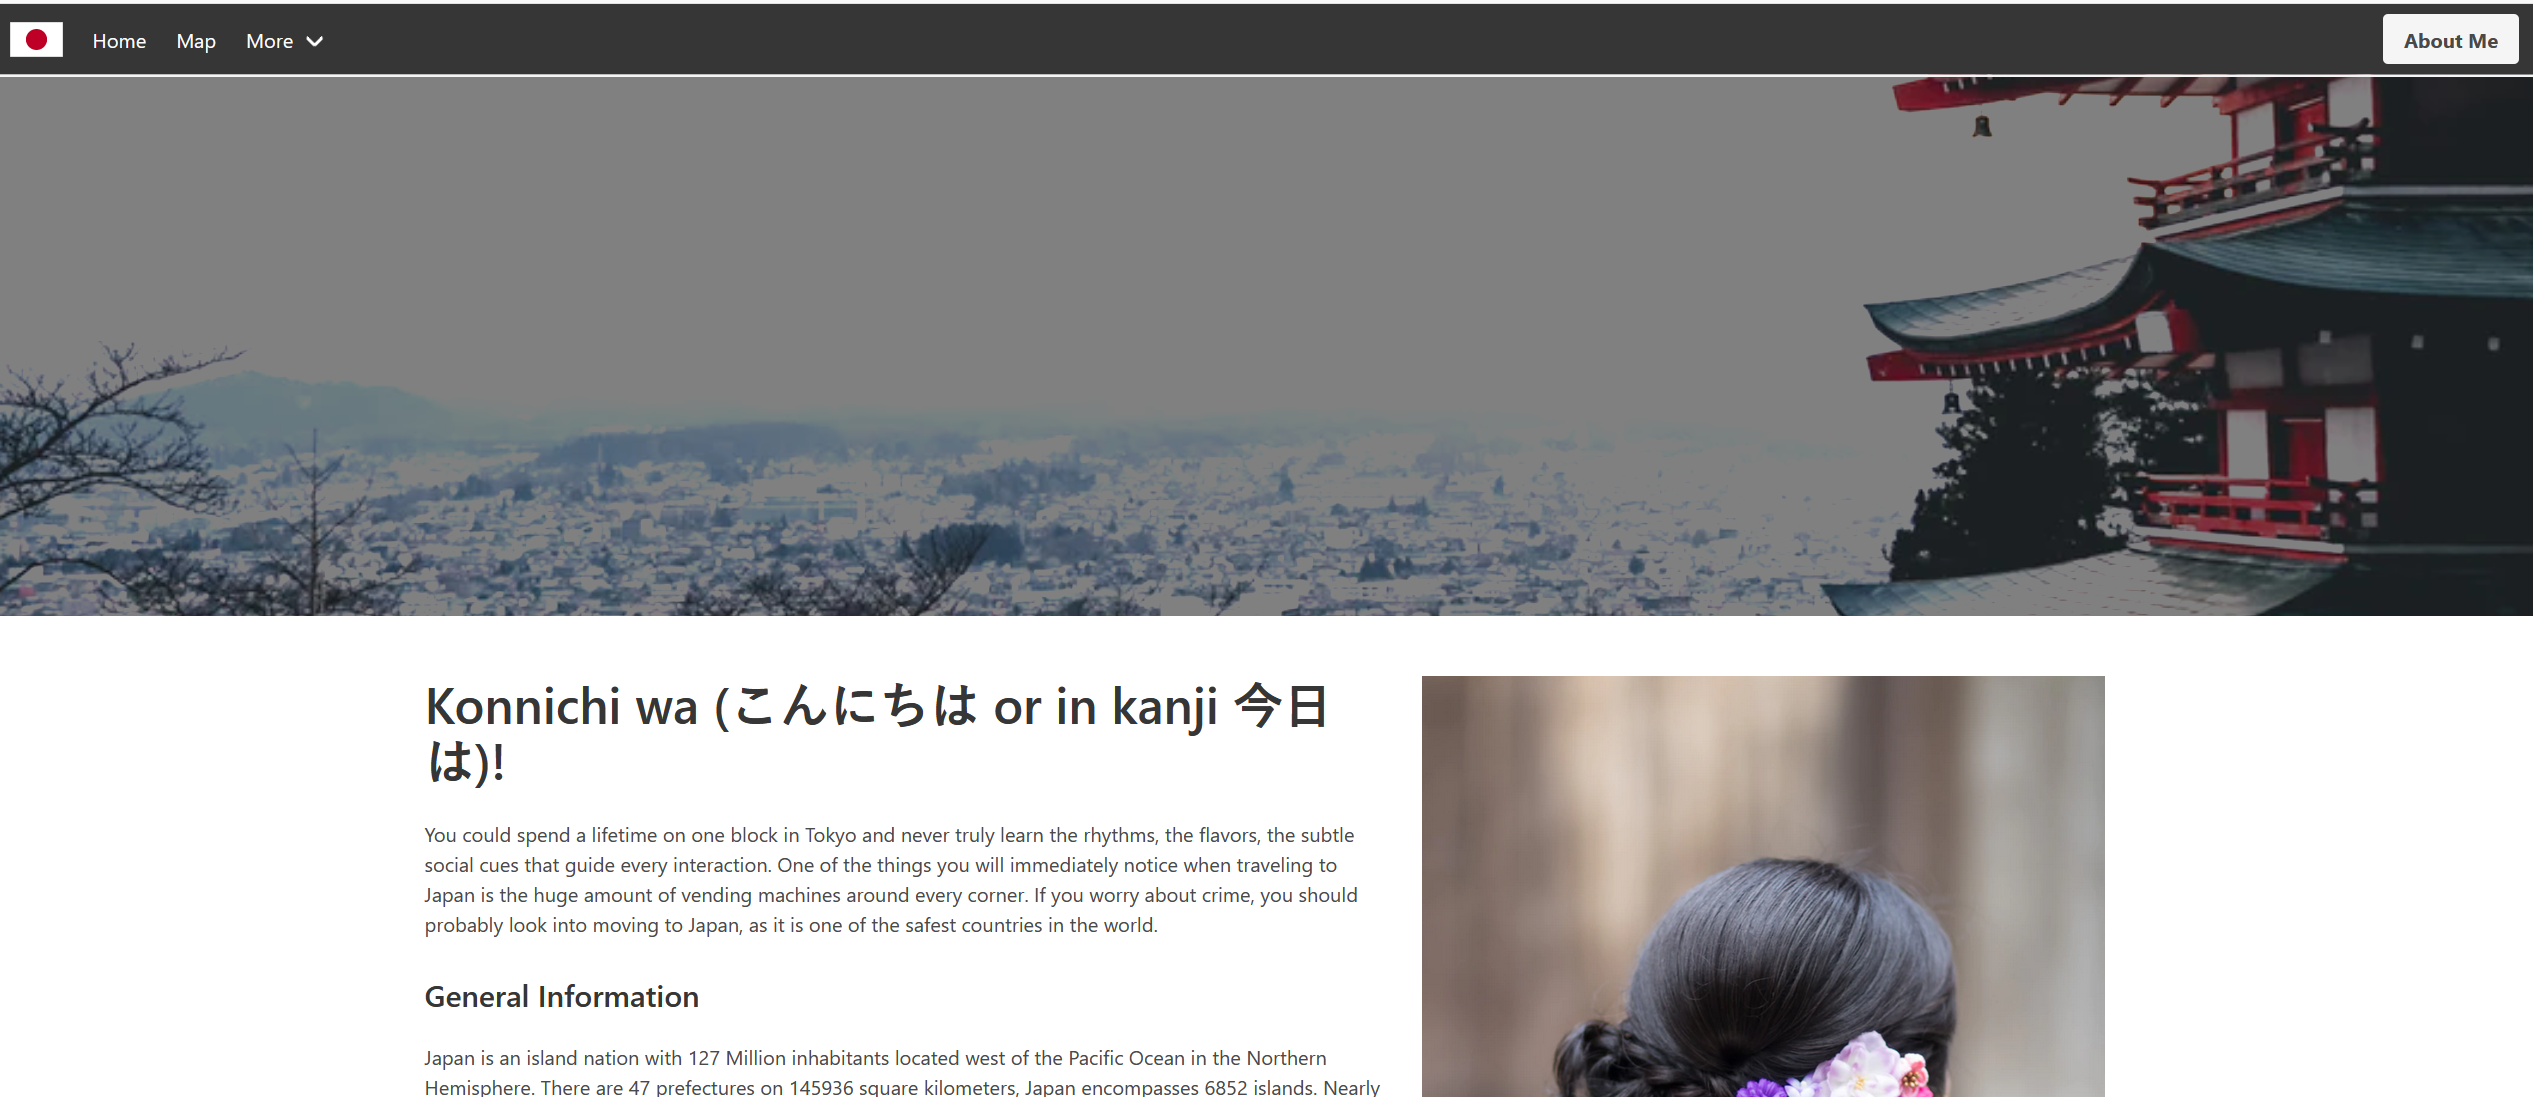 Home Map More
About Me
Konnichi wa (こんにちは or in kanji 今日
は)!
You could spend a lifetime on one block in Tokyo and never truly learn the rhythms, the flavors, the subtle
social cues that guide every interaction. One of the things you will immediately notice when traveling to
Japan is the huge amount of vending machines around every corner. If you worry about crime, you should
probably look into moving to Japan, as it is one of the safest countries in the world.
General Information
Japan is an island nation with 127 Million inhabitants located west of the Pacific Ocean in the Northern
Hemisphere. There are 47 prefectures on 145936 square kilometers, Japan encompasses 6852 islands. Nearly